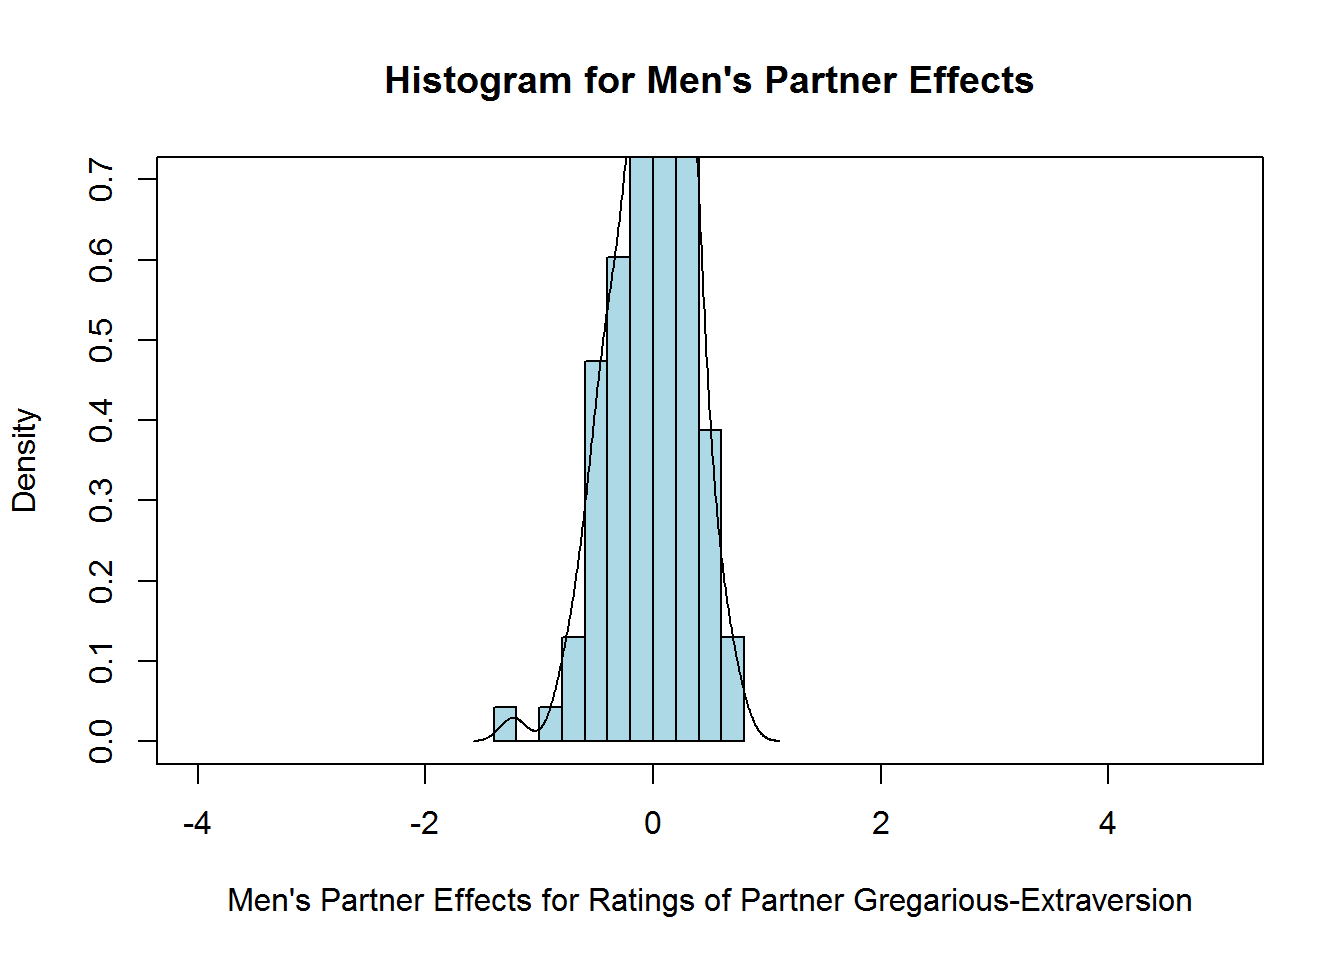 Histogram for Men's Partner Effects
0.7
0.6
0.5
0.4
0.3
0.2
0.1
0.0
Density
-4 -2 0 2 4
Men's Partner Effects for Ratings of Partner Gregarious-Extraversion